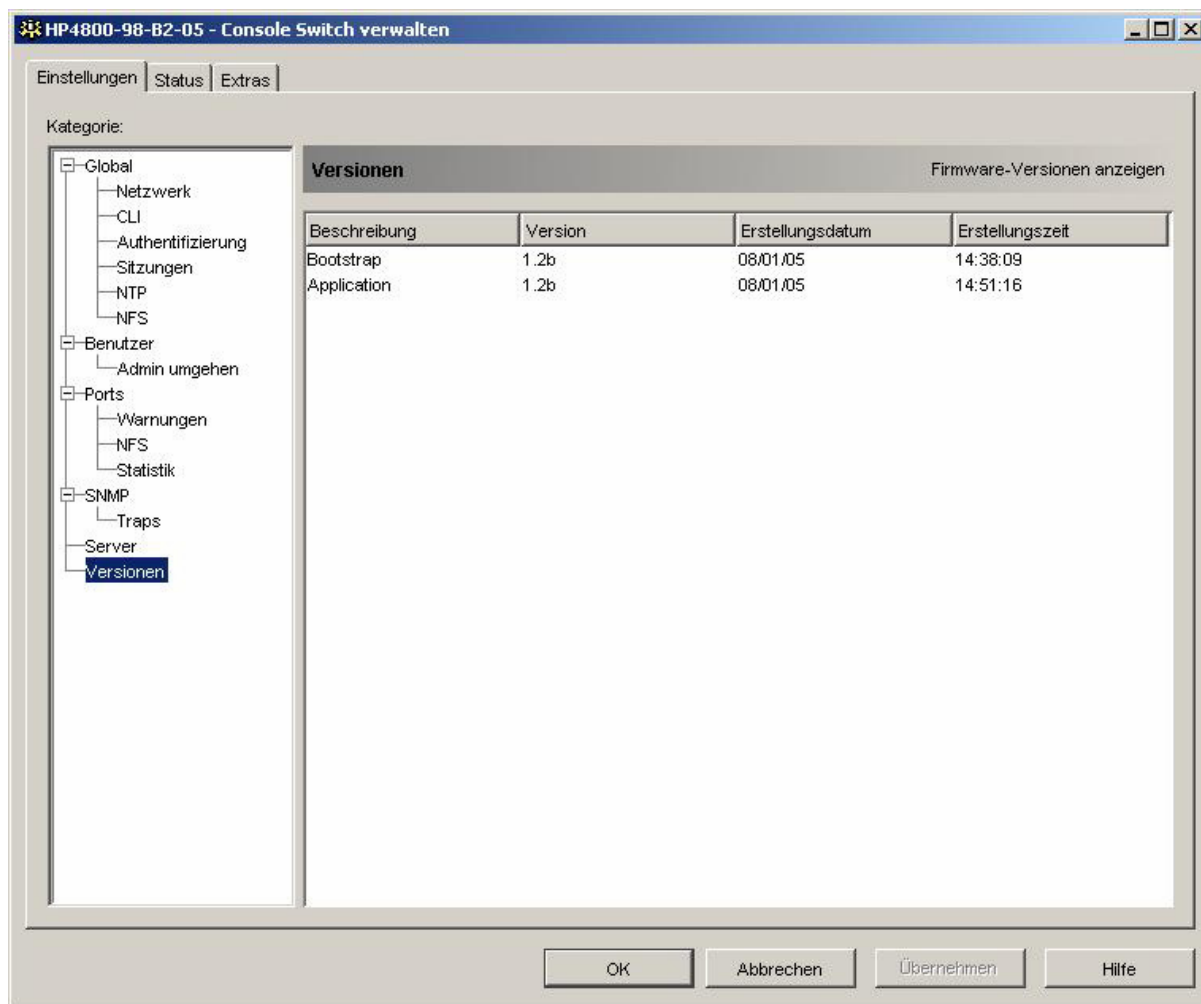 HP4800-98-B2-05 - Console Switch verwalten
Einstellungen Status Extras
Kategorie:
Global
Netzwerk
CLI
Authentifizierung
Sitzungen
NTP
NFS
Benutzer
Admin umgehen
Ports
Warnungen
NFS
Statistik
SNMP
Traps
Server
Versionen
Versionen Firmware-Versionen anzeigen
Beschreibung Version Erstellungsdatum Erstellungszeit
Bootstrap 1.2b 08/01/05 14:38:09
Application 1.2b 08/01/05 14:51:16
OK Abbrechen Übernehmen Hilfe